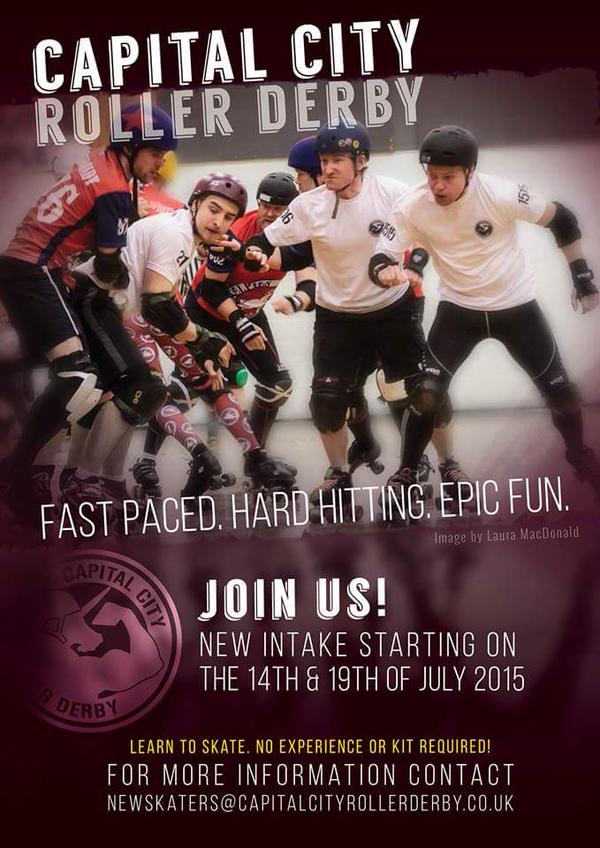 CAPITAL CITY
ROLLER DERBY
FAST PACED. HARD HITTING. EPIC FUN.
Image by Laura MacDonald
JOIN US!
NEW INTAKE STARTING ON
THE 14TH & 19TH OF JULY 2015
CAPITAL CITY
R DERBY
LEARN TO SKATE. NO EXPERIENCE OR KIT REQUIRED!
FOR MORE INFORMATION CONTACT
NEWSKATERS@CAPITALCITYROLLERDERBY.CO.UK